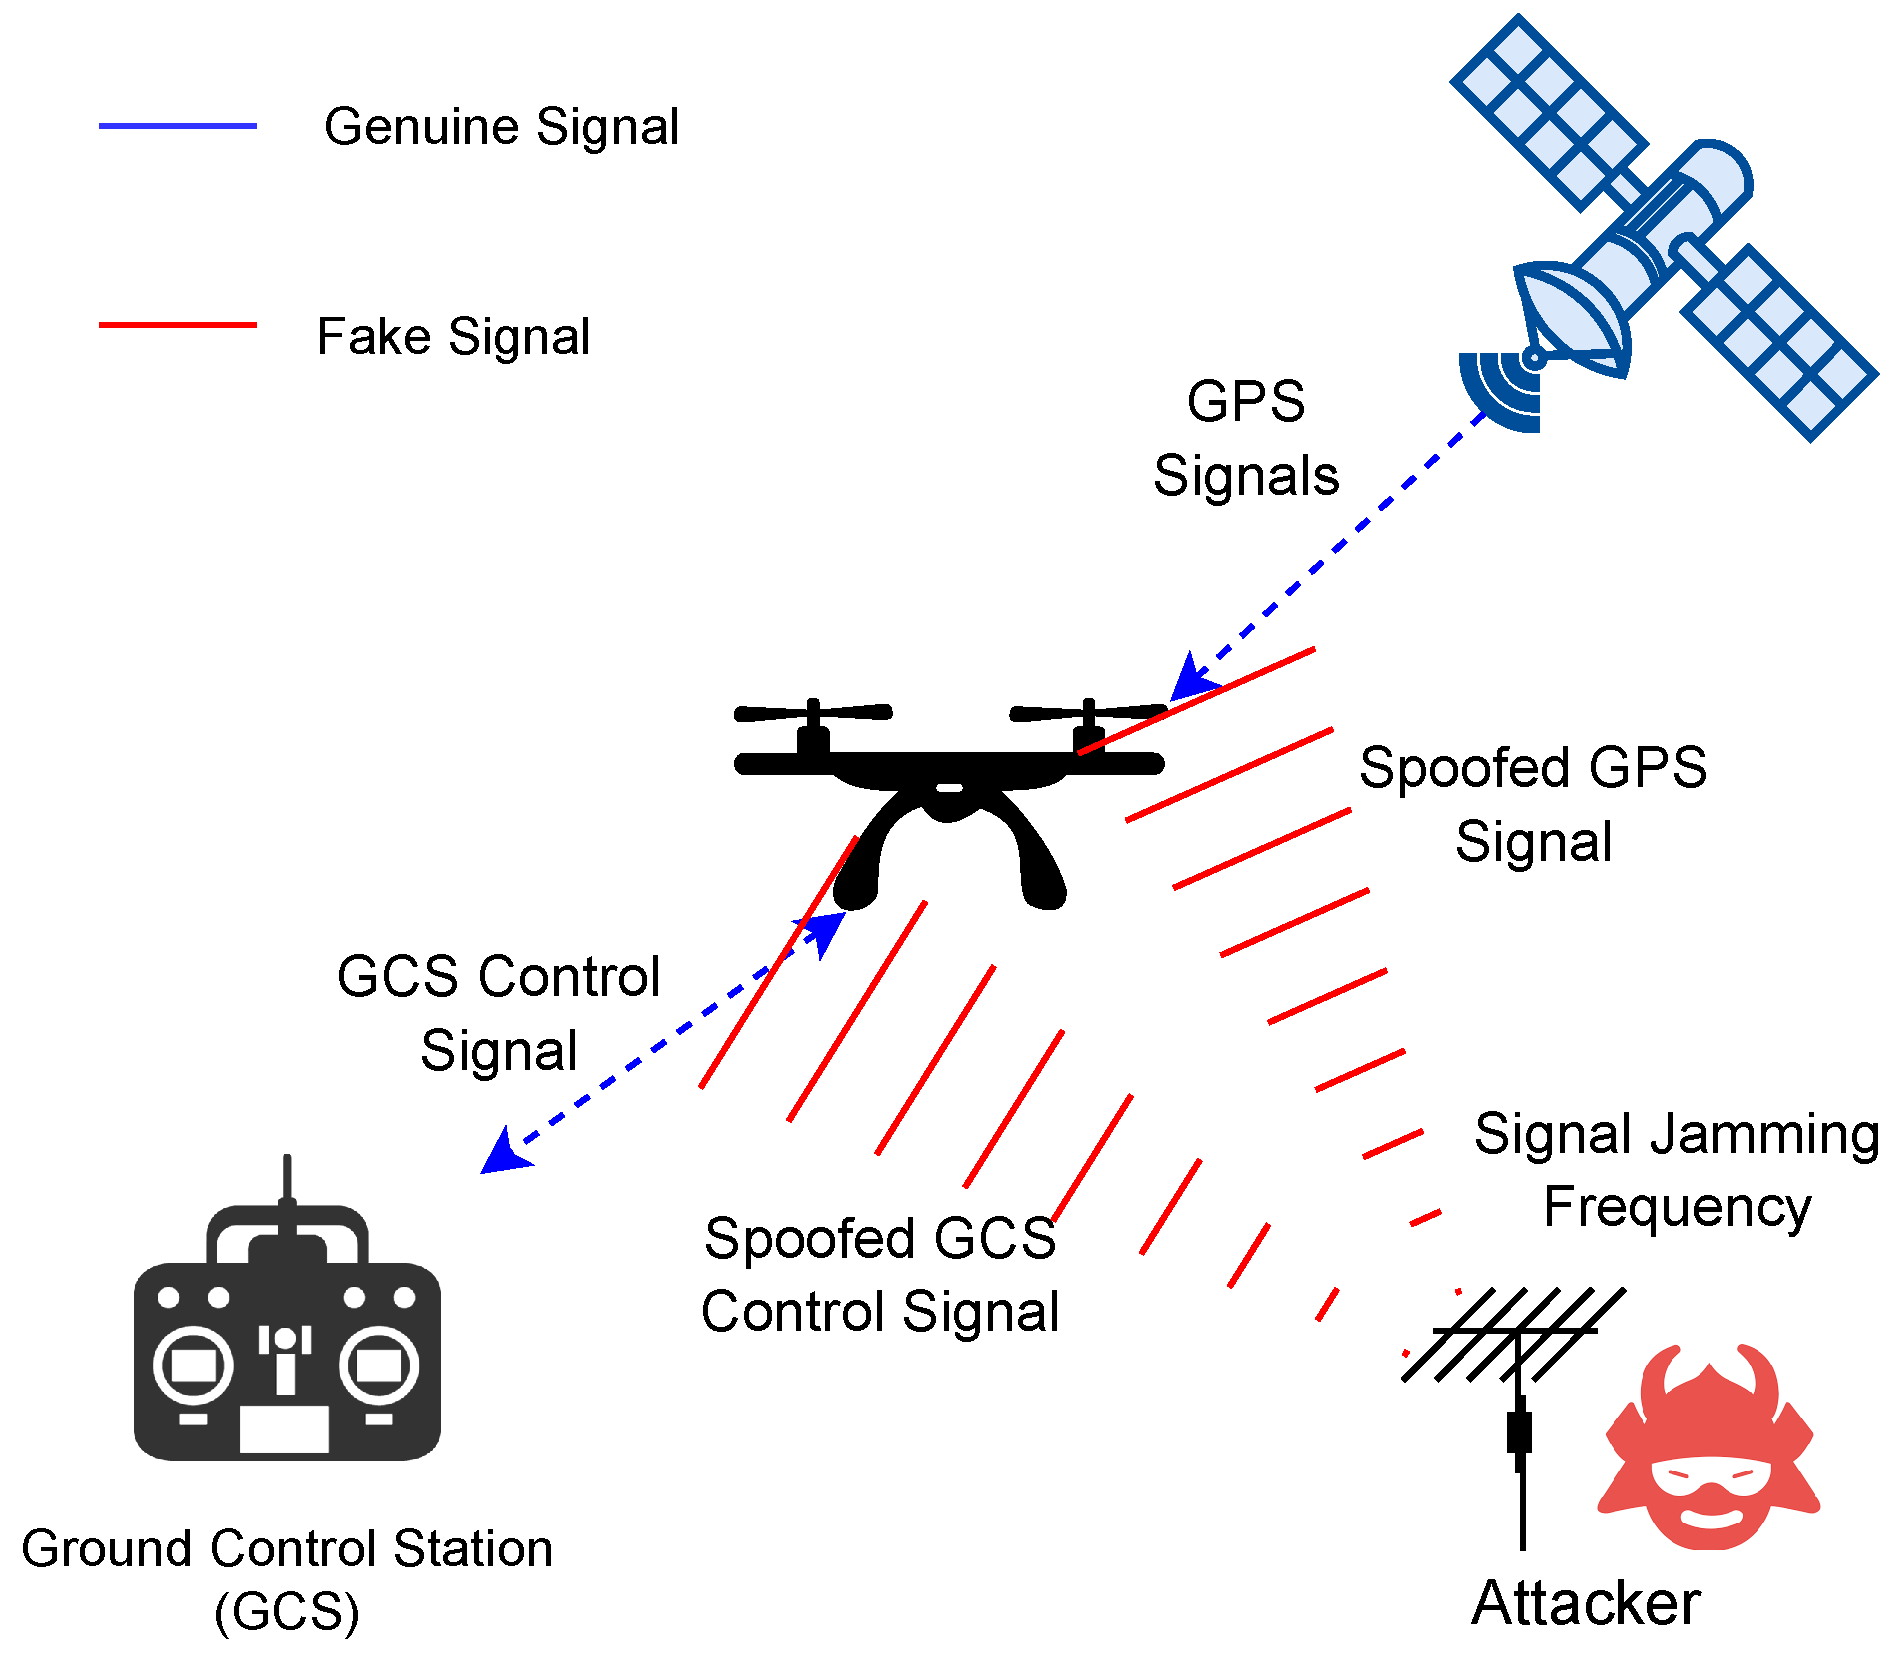 Genuine Signal
Fake Signal
GPS
Signals
Spoofed GPS
Signal
GCS Control
Signal
Signal Jamming
Frequency
Spoofed GCS
Control Signal
Ground Control Station
(GCS)
Attacker